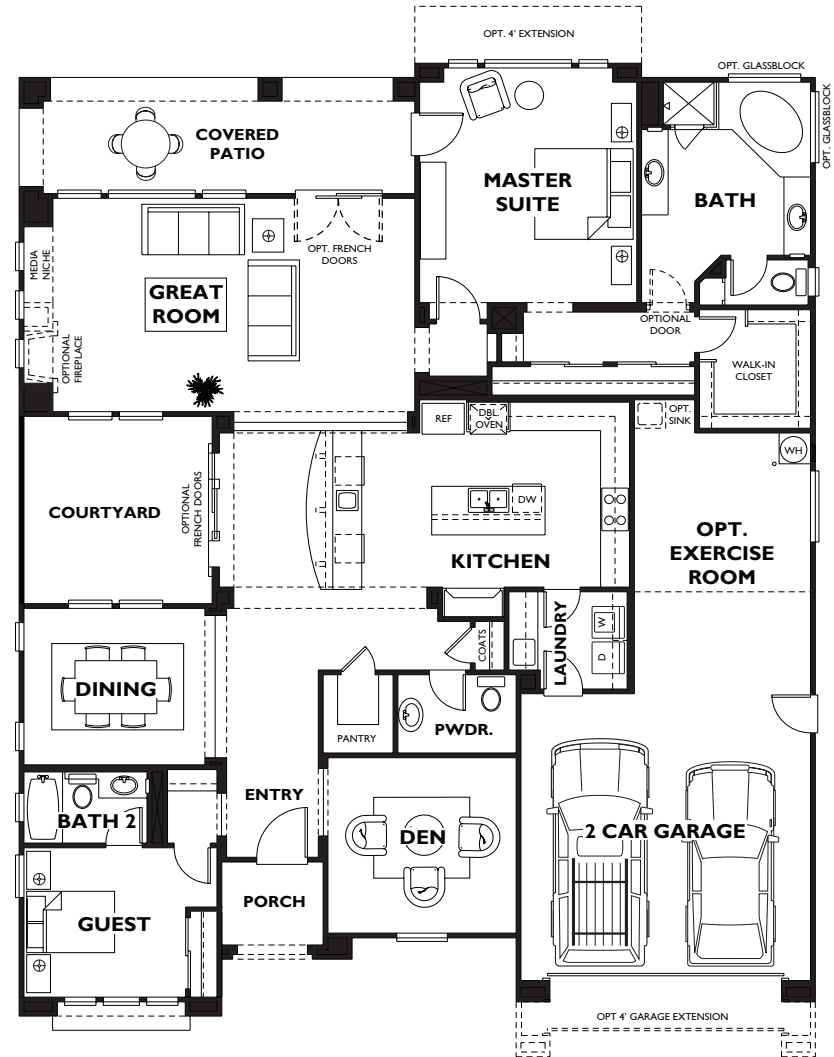 OPT. 4' EXTENSION
OPT. GLASSBLOCK
OPT. GLASSBLOCK
COVERED
PATIO
MASTER
SUITE
BATH
OPT. FRENCH
DOORS
MEDIA
NICHE
GREAT
ROOM
OPTIONAL
FIREPLACE
OPTIONAL
DOOR
WALK-IN
CLOSET
REF
DBL.
OVEN
OPT.
SINK
WH
COURTYARD
OPTIONAL
FRENCH DOORS
DW
KITCHEN
OPT.
EXERCISE
ROOM
LAUNDRY
W
D
COATS
DINING
PANTRY
PWDR.
ENTRY
BATH 2
DEN
2 CAR GARAGE
PORCH
GUEST
OPT 4' GARAGE EXTENSION